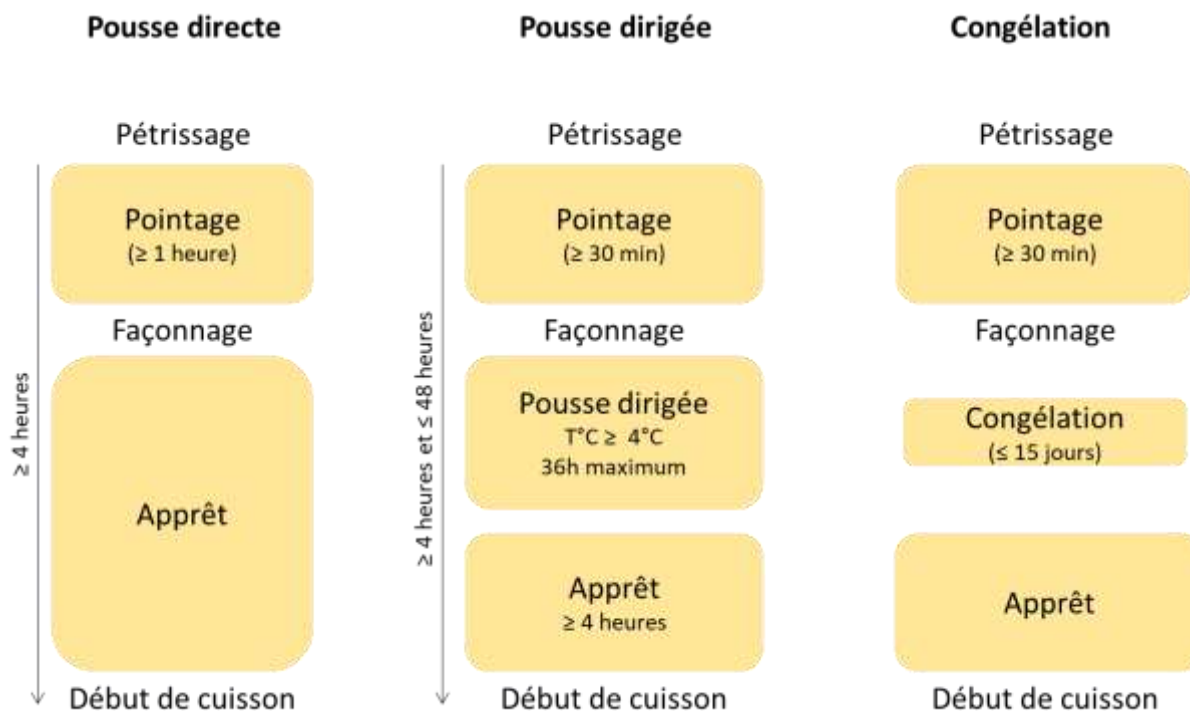 Pousse directe
Pétrissage
Pointage
(≥ 1 heure)
Façonnage
Apprêt
Début de cuisson
≥ 4 heures
Pousse dirigée
Pétrissage
Pointage
(≥ 30 min)
Façonnage
Pousse dirigée
T°C ≥ 4°C
36h maximum
Apprêt
≥ 4 heures
Début de cuisson
≥ 4 heures et ≤ 48 heures
Congélation
Pétrissage
Pointage
(≥ 30 min)
Façonnage
Congélation
(≤ 15 jours)
Apprêt
Début de cuisson